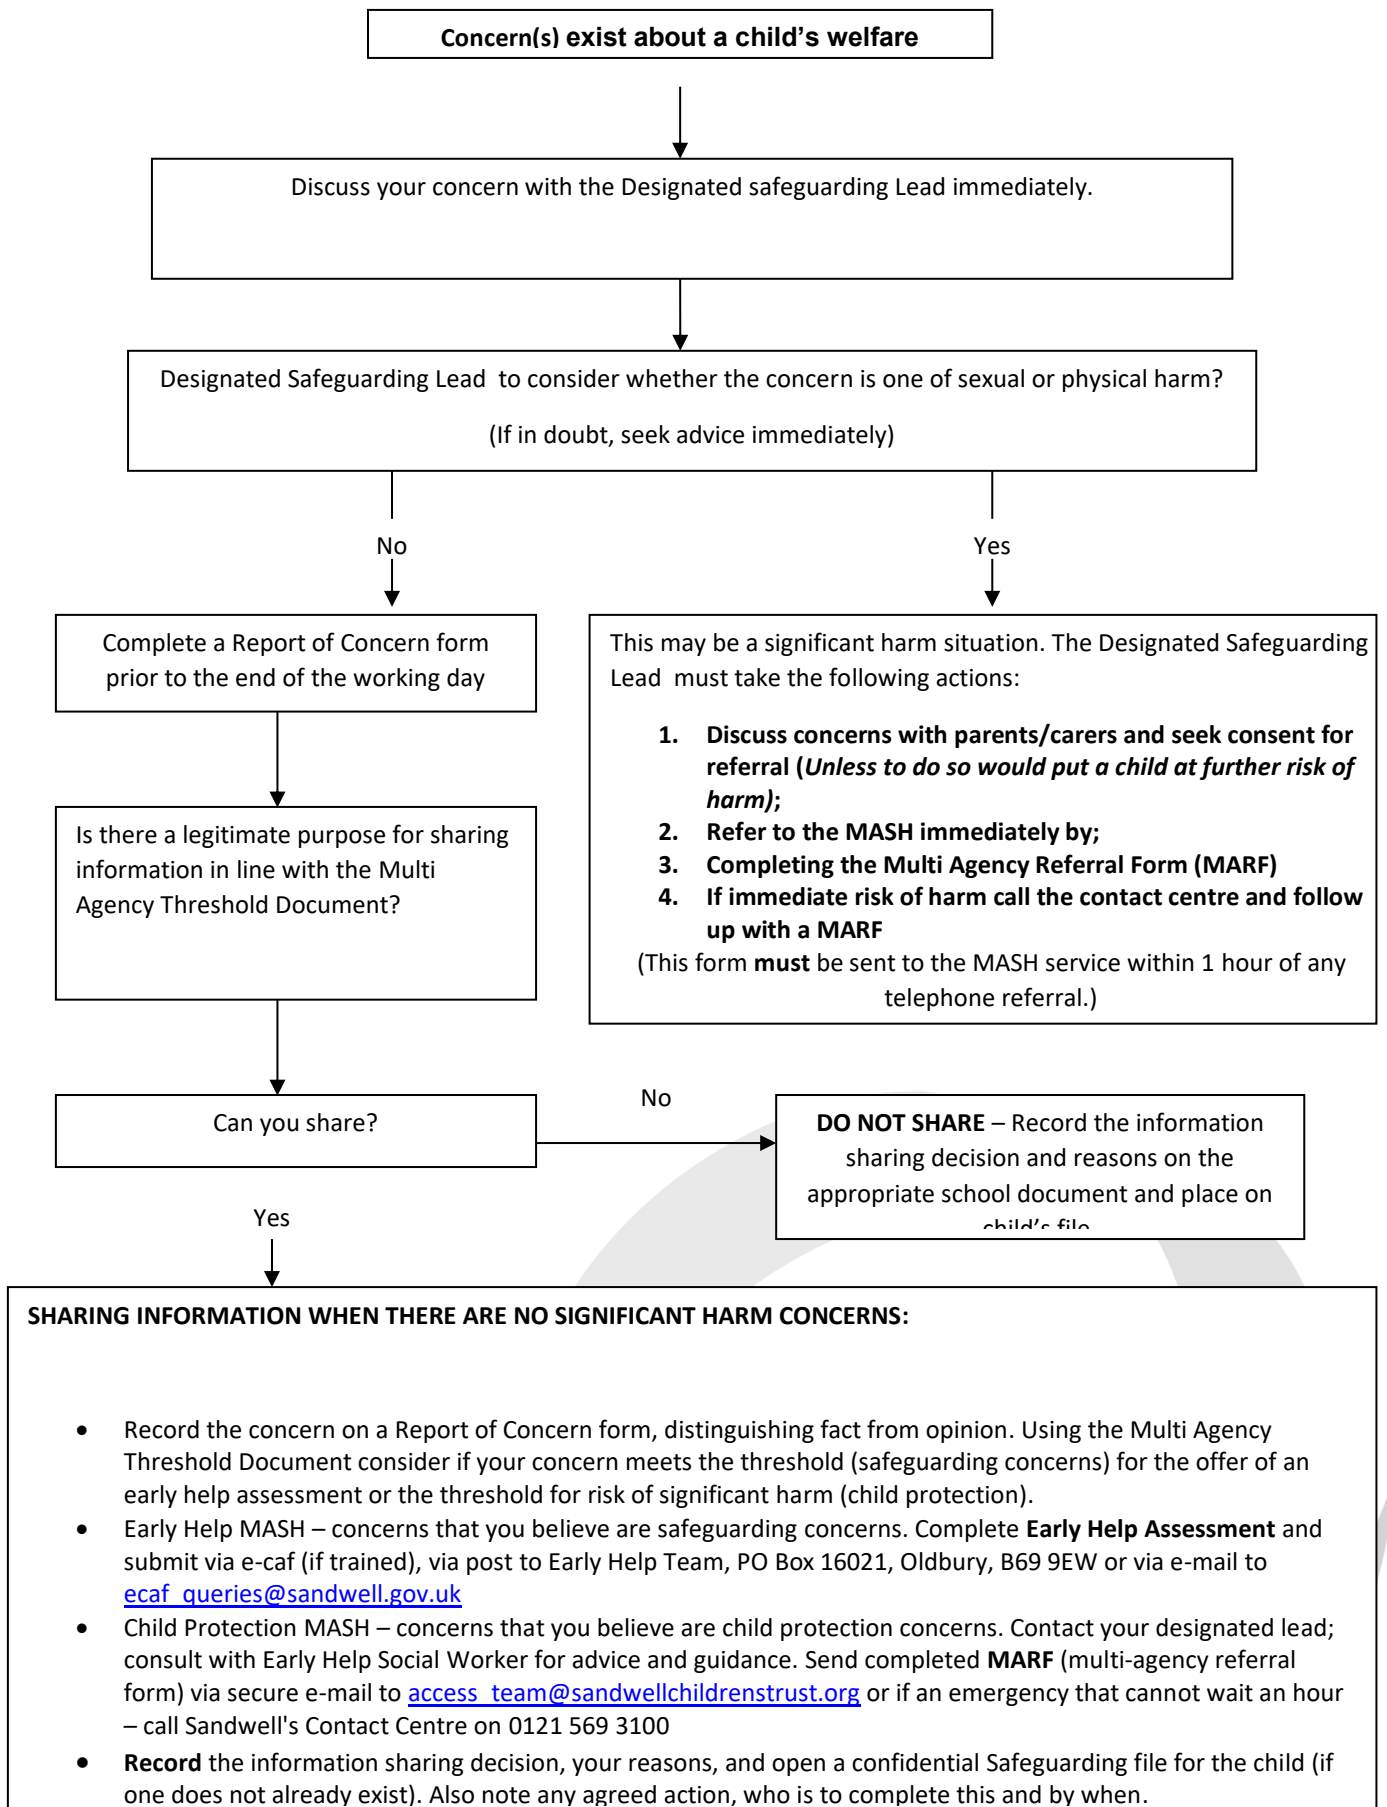 Concern(s) exist about a child's welfare
Discuss your concern with the Designated safeguarding Lead immediately.
Designated Safeguarding Lead to consider whether the concern is one of sexual or physical harm?
(If in doubt, seek advice immediately)
No
Yes
Complete a Report of Concern form
prior to the end of the working day
This may be a significant harm situation. The Designated Safeguarding
Lead must take the following actions:
1. Discuss concerns with parents/carers and seek consent for
referral (Unless to do so would put a child at further risk of
harm);
2. Refer to the MASH immediately by;
3. Completing the Multi Agency Referral Form (MARF)
4. If immediate risk of harm call the contact centre and follow
up with a MARF
(This form must be sent to the MASH service within 1 hour of any
telephone referral.)
Is there a legitimate purpose for sharing
information in line with the Multi
Agency Threshold Document?
Can you share?
No
DO NOT SHARE – Record the information
sharing decision and reasons on the
appropriate school document and place on
child's file
Yes
SHARING INFORMATION WHEN THERE ARE NO SIGNIFICANT HARM CONCERNS:
• Record the concern on a Report of Concern form, distinguishing fact from opinion. Using the Multi Agency
Threshold Document consider if your concern meets the threshold (safeguarding concerns) for the offer of an
early help assessment or the threshold for risk of significant harm (child protection).
• Early Help MASH – concerns that you believe are safeguarding concerns. Complete Early Help Assessment and
submit via e-caf (if trained), via post to Early Help Team, PO Box 16021, Oldbury, B69 9EW or via e-mail to
ecaf_queries@sandwell.gov.uk
• Child Protection MASH – concerns that you believe are child protection concerns. Contact your designated lead;
consult with Early Help Social Worker for advice and guidance. Send completed MARF (multi-agency referral
form) via secure e-mail to access_team@sandwellchildrenstrust.org or if an emergency that cannot wait an hour
– call Sandwell's Contact Centre on 0121 569 3100
• Record the information sharing decision, your reasons, and open a confidential Safeguarding file for the child (if
one does not already exist). Also note any agreed action, who is to complete this and by when.